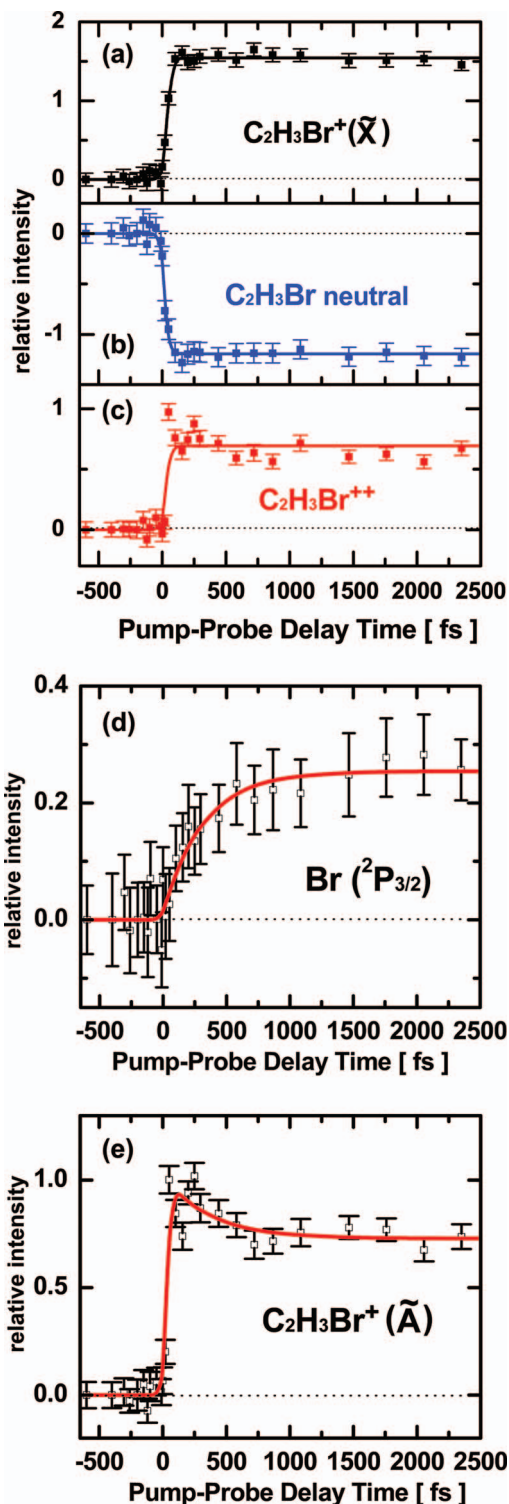 (a)
2
1
0
C₂H₃Br⁺(X̃)
relative intensity
0
-1
C₂H₃Br neutral
(b)
(c)
1
0
C₂H₃Br⁺⁺
-500 0 500 1000 1500 2000 2500
Pump-Probe Delay Time [ fs ]
(d)
0.4
0.2
0.0
relative intensity
Br (²P₃/₂)
-500 0 500 1000 1500 2000 2500
Pump-Probe Delay Time [ fs ]
(e)
1.0
0.5
0.0
relative intensity
C₂H₃Br⁺ (Ã)
-500 0 500 1000 1500 2000 2500
Pump-Probe Delay Time [ fs ]